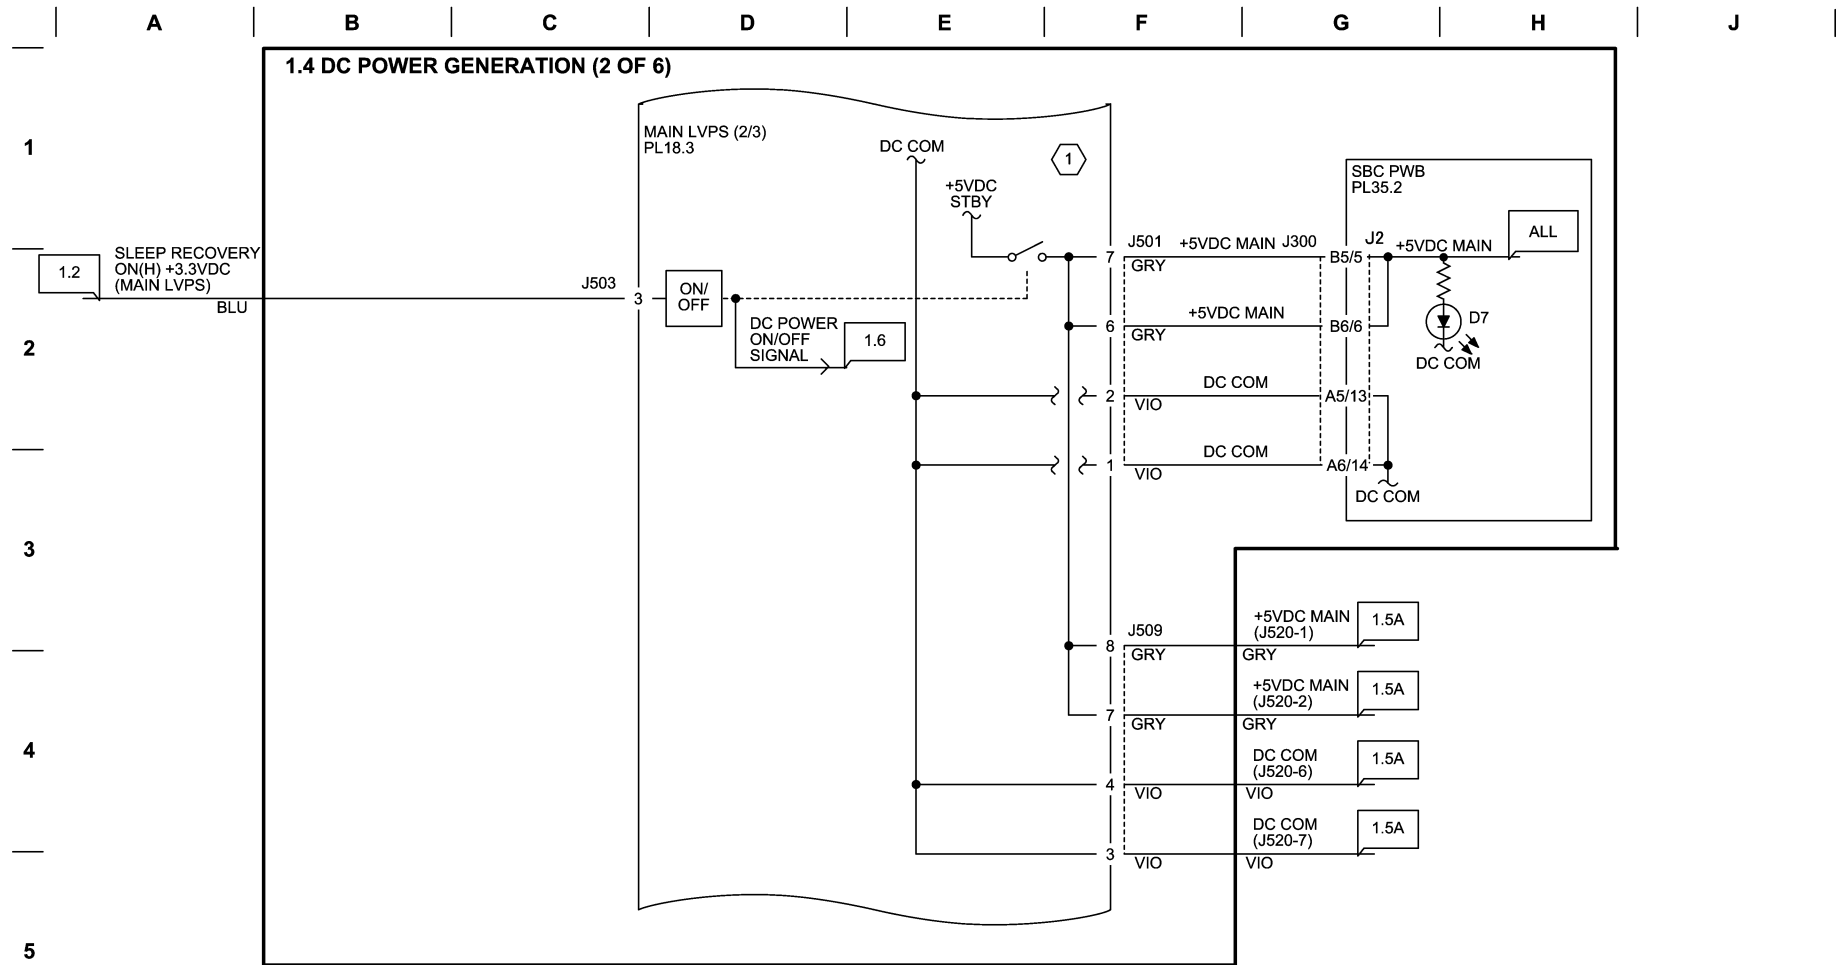 A B C D E F G H J
1.4 DC POWER GENERATION (2 OF 6)
1
MAIN LVPS (2/3)
PL18.3
DC COM
1
+5VDC
STBY
SBC PWB
PL35.2
ALL
SLEEP RECOVERY
ON(H) +3.3VDC
(MAIN LVPS)
1.2
BLU
J503
3
ON/
OFF
DC POWER
ON/OFF
SIGNAL
1.6
J501
+5VDC MAIN
J300
J2
+5VDC MAIN
7
GRY
B5/5
2
6
+5VDC MAIN
GRY
B6/6
D7
DC COM
2
DC COM
VIO
A5/13
1
DC COM
VIO
A6/14
DC COM
3
J509
8
GRY
+5VDC MAIN
(J520-1)
GRY
1.5A
7
GRY
+5VDC MAIN
(J520-2)
GRY
1.5A
4
4
VIO
DC COM
(J520-6)
VIO
1.5A
3
VIO
DC COM
(J520-7)
VIO
1.5A
5